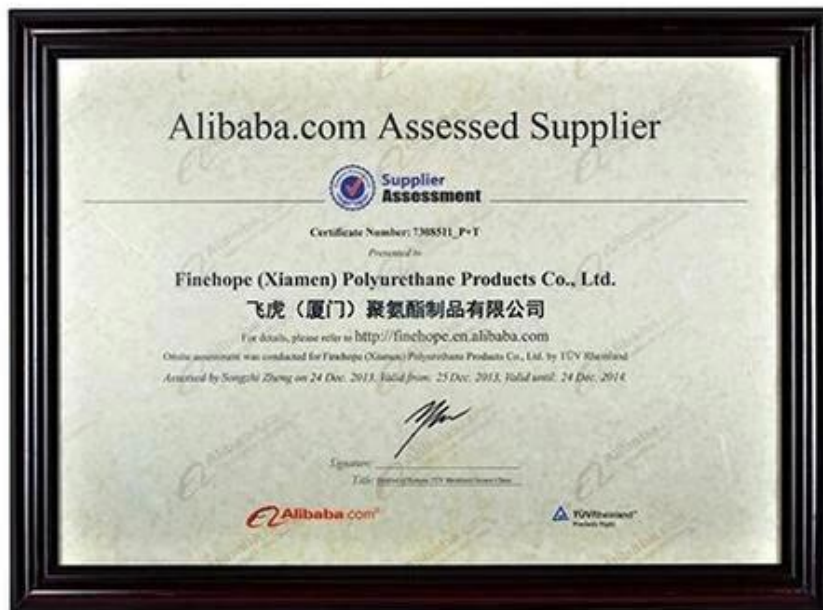 Alibaba.com Assessed Supplier
Supplier
Assessment
Certificate Number: 7308511_P+T
Presented to
Finehope (Xiamen) Polyurethane Products Co., Ltd.
飞虎（厦门）聚氨酯制品有限公司
For details, please refer to http://finehope.en.alibaba.com
Onsite assessment was conducted for Finehope (Xiamen) Polyurethane Products Co., Ltd. by TÜV Rheinland
Assessed by Songzhi Zheng on 24 Dec. 2013, Valid from: 25 Dec. 2013, Valid until: 24 Dec. 2014.
Signature:
Title:
Alibaba.com®
TÜVRheinland®
Precisely Right.